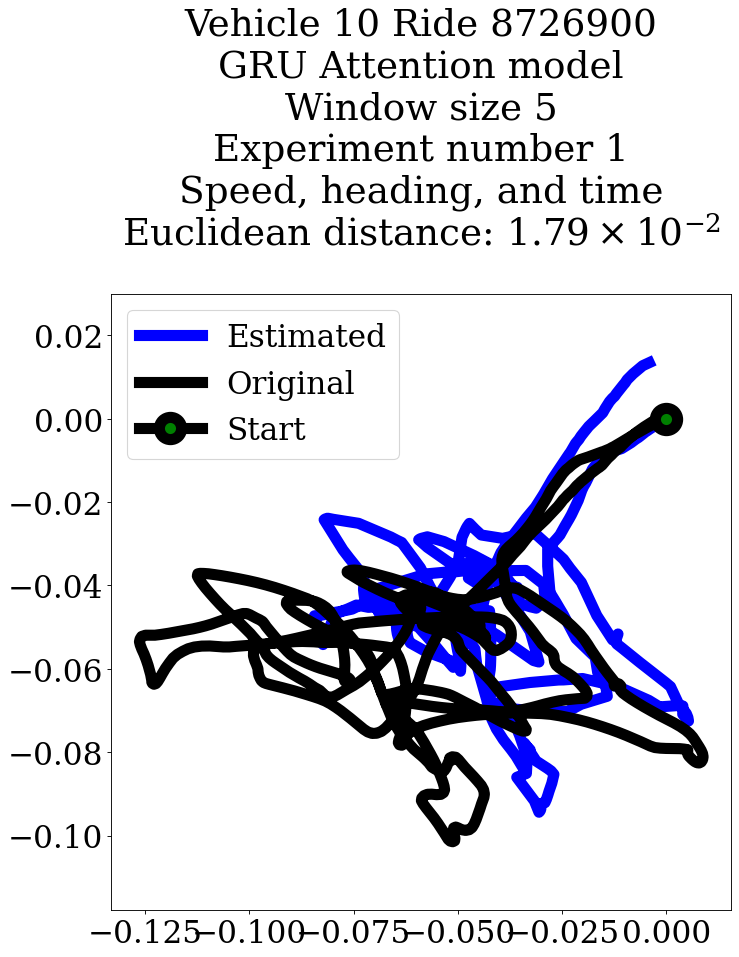 Vehicle 10 Ride 8726900
GRU Attention model
Window size 5
Experiment number 1
Speed, heading, and time
Euclidean distance: 1.79 × 10⁻²
Estimated
Original
Start
0.02
0.00
−0.02
−0.04
−0.06
−0.08
−0.10
−0.125 −0.100 −0.075 −0.050 −0.025 0.000